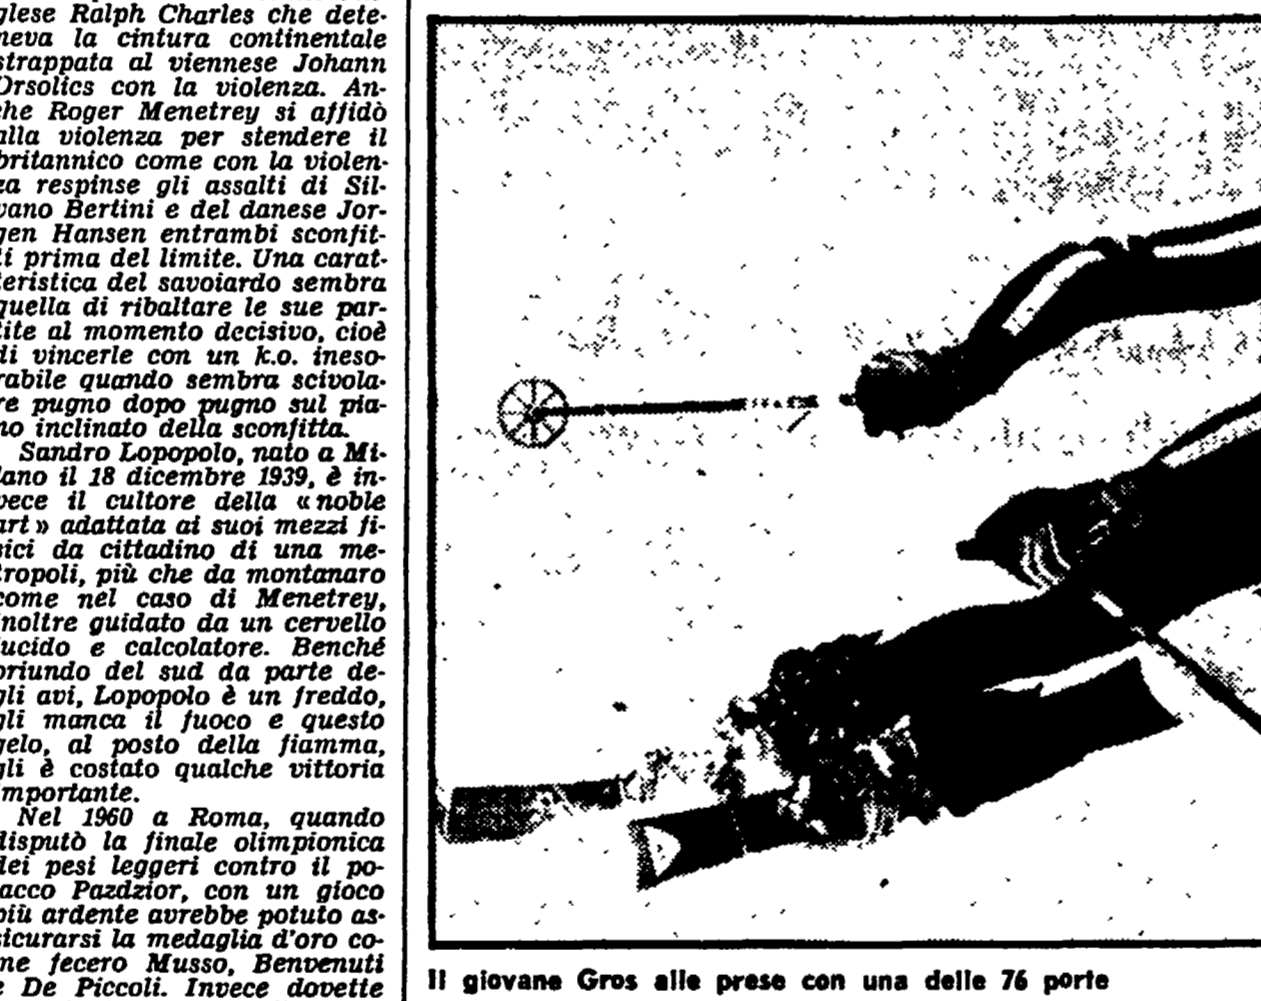 glese Ralph Charles che dete-
neva la cintura continentale
strappata al viennese Johann
Orsolics con la violenza. An-
che Roger Menetrey si affidò
alla violenza per stendere il
britannico come con la violen-
za respinse gli assalti di Sil-
vano Bertini e del danese Jor-
gen Hansen entrambi sconfit-
ti prima del limite. Una carat-
teristica del savoiardo sembra
quella di ribaltare le sue par-
tite al momento decisivo, cioè
di vincerle con un k.o. ineso-
rabile quando sembra scivola-
re pugno dopo pugno sul pia-
no inclinato della sconfitta.
Sandro Lopopolo, nato a Mi-
lano il 18 dicembre 1939, è in-
vece il cultore della «noble
art» adattata ai suoi mezzi fi-
sici da cittadino di una me-
tropoli, più che da montanaro
come nel caso di Menetrey,
inoltre guidato da un cervello
lucido e calcolatore. Benché
oriundo del sud da parte de-
gli avi, Lopopolo è un freddo,
gli manca il fuoco e questo
gelo, al posto della fiamma,
gli è costato qualche vittoria
importante.
Nel 1960 a Roma, quando
disputò la finale olimpionica
dei pesi leggeri contro il po-
lacco Pazdzior, con un gioco
più ardente avrebbe potuto as-
sicurarsi la medaglia d'oro co-
me fecero Musso, Benvenuti
e De Piccoli. Invece dovette
Il giovane Gros alle prese con una delle 76 porte